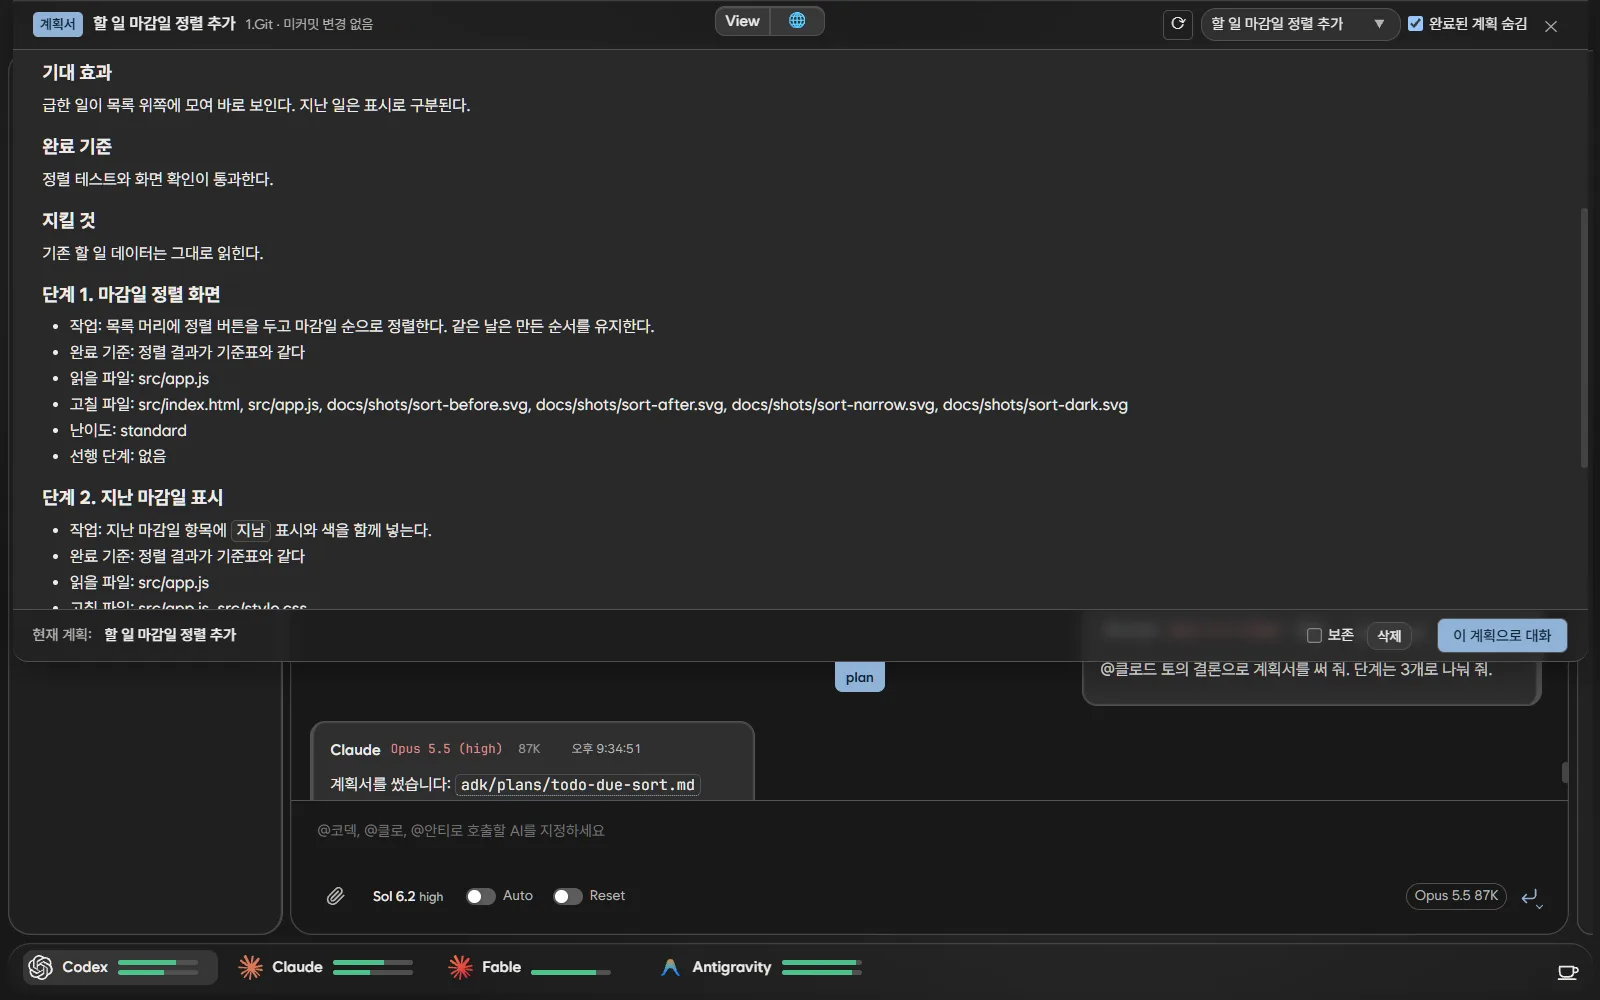 계획서 할 일 마감일 정렬 추가 1.Git · 미커밋 변경 없음 View 할 일 마감일 정렬 추가 ▼ 완료된 계획 숨김
기대 효과
급한 일이 목록 위쪽에 모여 바로 보인다. 지난 일은 표시로 구분된다.
완료 기준
정렬 테스트와 화면 확인이 통과한다.
지킬 것
기존 할 일 데이터는 그대로 읽힌다.
단계 1. 마감일 정렬 화면
• 작업: 목록 머리에 정렬 버튼을 두고 마감일 순으로 정렬한다. 같은 날은 만든 순서를 유지한다.
• 완료 기준: 정렬 결과가 기준표와 같다
• 읽을 파일: src/app.js
• 고칠 파일: src/index.html, src/app.js, docs/shots/sort-before.svg, docs/shots/sort-after.svg, docs/shots/sort-narrow.svg, docs/shots/sort-dark.svg
• 난이도: standard
• 선행 단계: 없음
단계 2. 지난 마감일 표시
• 작업: 지난 마감일 항목에 지남 표시와 색을 함께 넣는다.
• 완료 기준: 정렬 결과가 기준표와 같다
• 읽을 파일: src/app.js
• 고칠 파일: src/app.js, src/style.css
현재 계획: 할 일 마감일 정렬 추가 보존 삭제 이 계획으로 대화
@클로드 토의 결론으로 계획서를 써 줘. 단계는 3개로 나눠 줘.
plan
Claude Opus 5.5 (high) 87K 오후 9:34:51
계획서를 썼습니다: adk/plans/todo-due-sort.md
@코덱, @클로, @안티로 호출할 AI를 지정하세요
Sol 6.2 high Auto Reset Opus 5.5 87K
Codex Claude Fable Antigravity